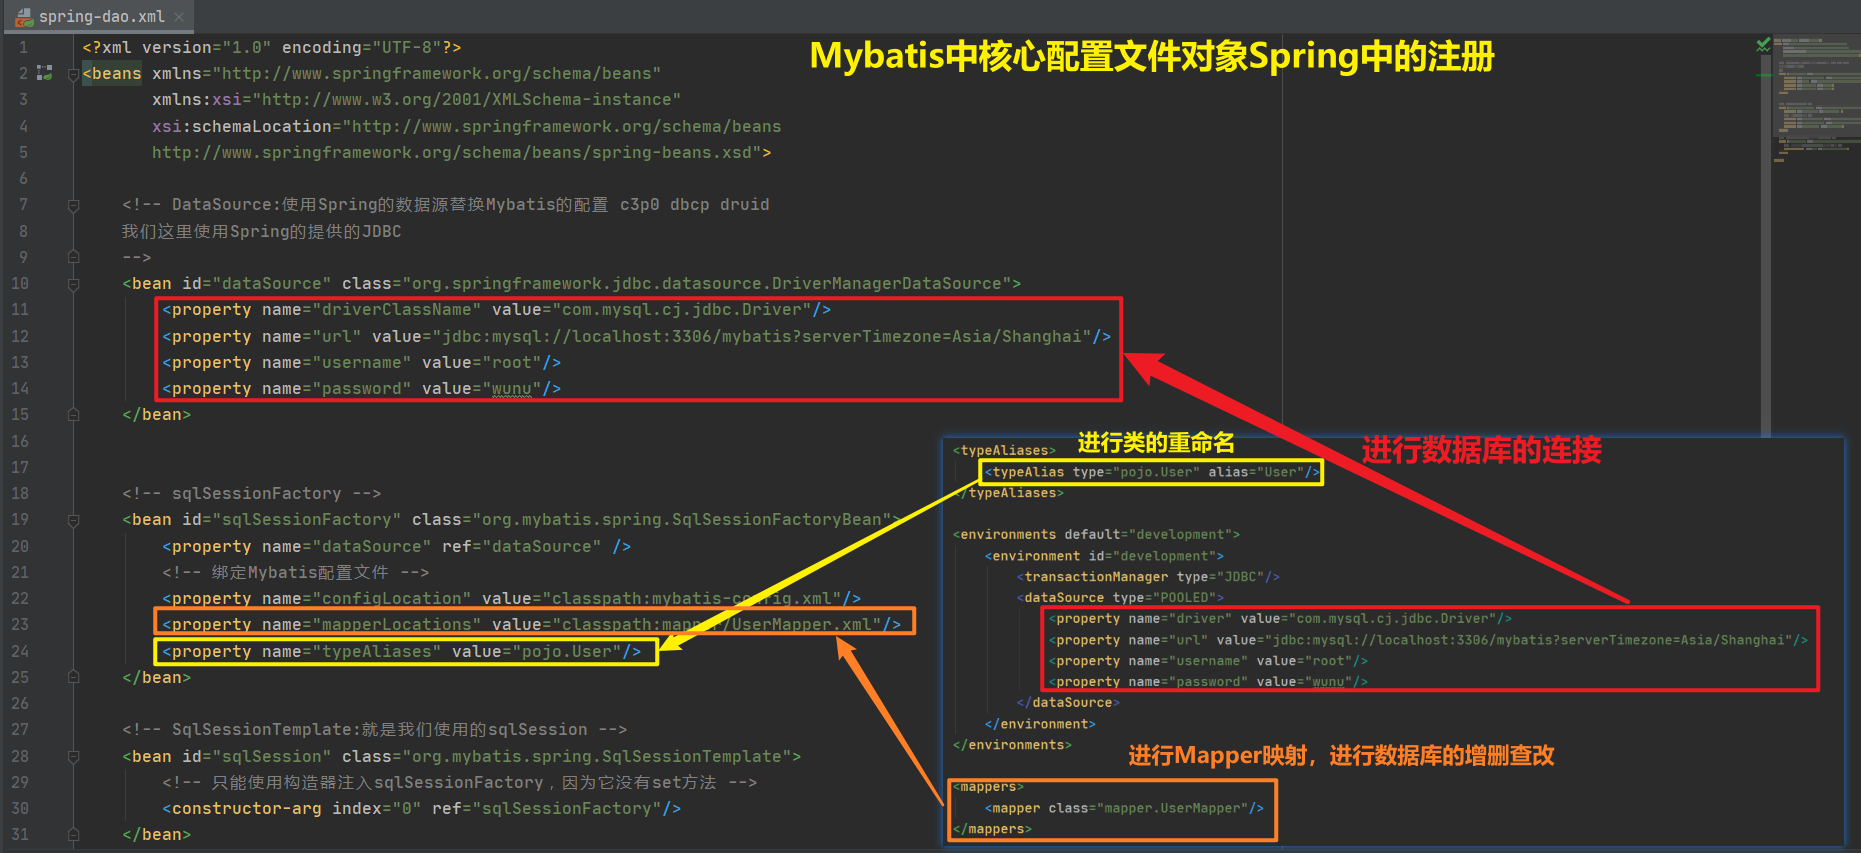 spring-dao.xml
Mybatis中核心配置文件对象Spring中的注册
1 <?xml version="1.0" encoding="UTF-8"?>
2 <beans xmlns="http://www.springframework.org/schema/beans"
3 xmlns:xsi="http://www.w3.org/2001/XMLSchema-instance"
4 xsi:schemaLocation="http://www.springframework.org/schema/beans
5 http://www.springframework.org/schema/beans/spring-beans.xsd">
6
7 <!-- DataSource:使用Spring的数据源替换Mybatis的配置 c3p0 dbcp druid
8 我们这里使用Spring的提供的JDBC
9 -->
10 <bean id="dataSource" class="org.springframework.jdbc.datasource.DriverManagerDataSource">
11 <property name="driverClassName" value="com.mysql.cj.jdbc.Driver"/>
12 <property name="url" value="jdbc:mysql://localhost:3306/mybatis?serverTimezone=Asia/Shanghai"/>
13 <property name="username" value="root"/>
14 <property name="password" value="wunu"/>
15 </bean>
16
17
18 <!-- sqlSessionFactory -->
19 <bean id="sqlSessionFactory" class="org.mybatis.spring.SqlSessionFactoryBean">
20 <property name="dataSource" ref="dataSource" />
21 <!-- 绑定Mybatis配置文件 -->
22 <property name="configLocation" value="classpath:mybatis-config.xml"/>
23 <property name="mapperLocations" value="classpath:mapper/UserMapper.xml"/>
24 <property name="typeAliases" value="pojo.User"/>
25 </bean>
26
27 <!-- SqlSessionTemplate:就是我们使用的sqlSession -->
28 <bean id="sqlSession" class="org.mybatis.spring.SqlSessionTemplate">
29 <!-- 只能使用构造器注入sqlSessionFactory，因为它没有set方法 -->
30 <constructor-arg index="0" ref="sqlSessionFactory"/>
31 </bean>
进行类的重命名
进行数据库的连接
<typeAliases>
<typeAlias type="pojo.User" alias="User"/>
</typeAliases>
<environments default="development">
<environment id="development">
<transactionManager type="JDBC"/>
<dataSource type="POOLED">
<property name="driver" value="com.mysql.cj.jdbc.Driver"/>
<property name="url" value="jdbc:mysql://localhost:3306/mybatis?serverTimezone=Asia/Shanghai"/>
<property name="username" value="root"/>
<property name="password" value="wunu"/>
</dataSource>
</environment>
</environments>
进行Mapper映射，进行数据库的增删查改
<mappers>
<mapper class="mapper.UserMapper"/>
</mappers>